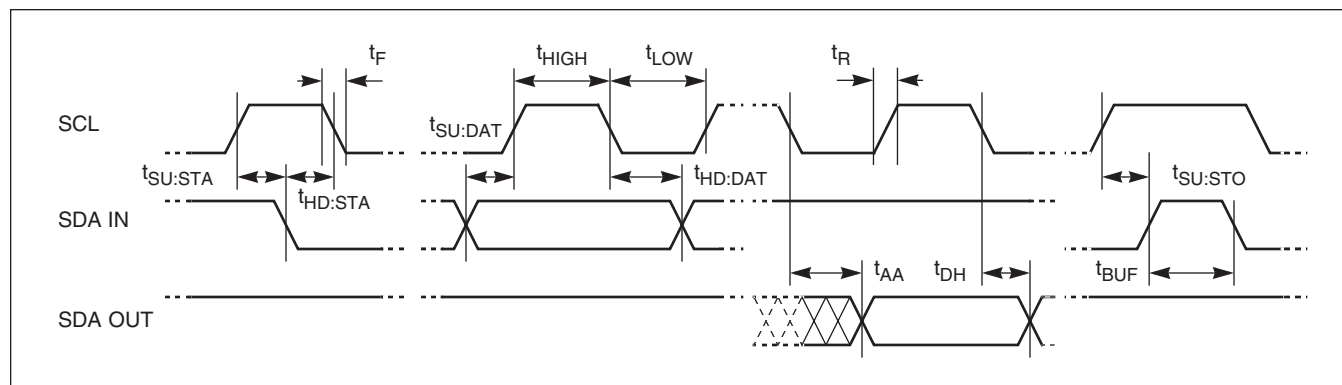 tF
tHIGH
tLOW
tR
SCL
tSU:DAT
tSU:STA
tHD:STA
tHD:DAT
tSU:STO
SDA IN
tAA
tDH
tBUF
SDA OUT